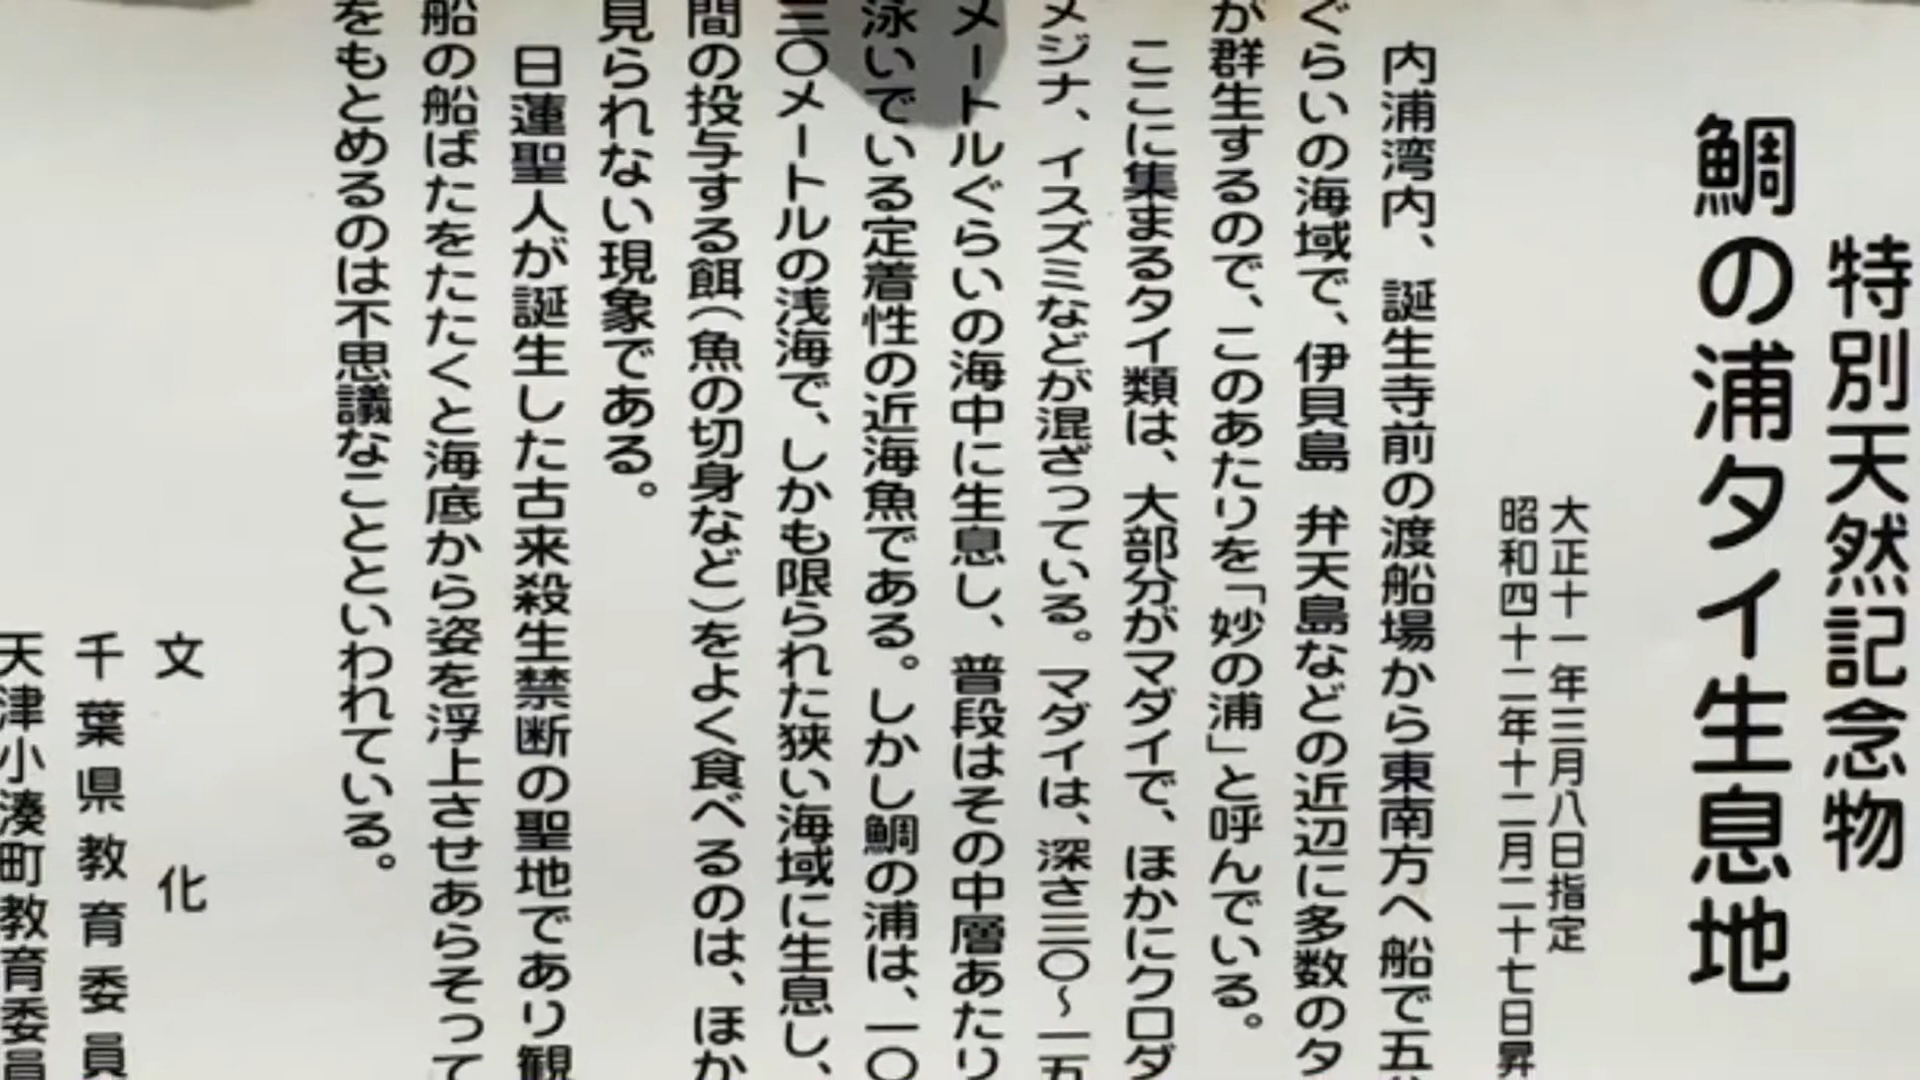 特別天然記念物
鯛の浦タイ生息地
大正十一年三月八日指定
昭和四十二年十二月二十七日昇
内浦湾内、誕生寺前の渡船場から東南方へ船で五
ぐらいの海域で、伊貝島 弁天島などの近辺に多数のタ
が群生するので、このあたりを「妙の浦」と呼んでいる。
ここに集まるタイ類は、大部分がマダイで、ほかにクロダ
メジナ、イスズミなどが混ざっている。マダイは、深さ三〇〜一五
メートルぐらいの海中に生息し、普段はその中層あたり
泳いでいる定着性の近海魚である。しかし鯛の浦は、一〇
三〇メートルの浅海で、しかも限られた狭い海域に生息し、
間の投与する餌(魚の切身など)をよく食べるのは、ほか
見られない現象である。
日蓮聖人が誕生した古来殺生禁断の聖地であり観
船の船ばたをたたくと海底から姿を浮上させあらそって
をもとめるのは不思議なことといわれている。
文化
千葉県教育委員
天津小湊町教育委員